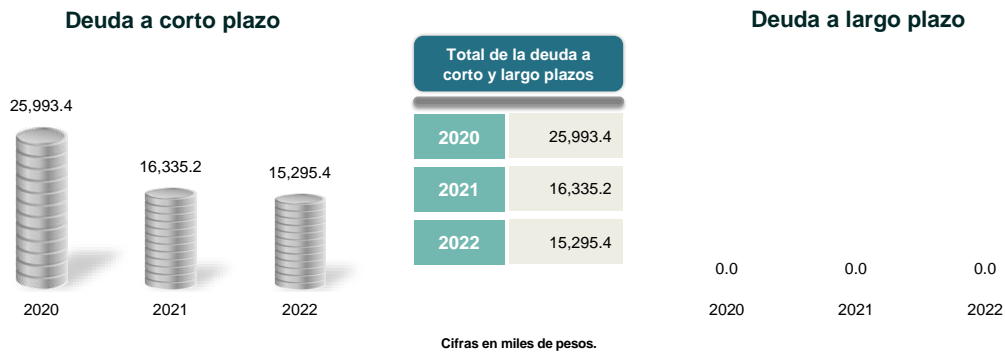 Deuda a corto plazo
25,993.4
16,335.2
15,295.4
2020
2021
2022
Total de la deuda a
corto y largo plazos
2020 25,993.4
2021 16,335.2
2022 15,295.4
Deuda a largo plazo
0.0 0.0 0.0
2020 2021 2022
Cifras en miles de pesos.